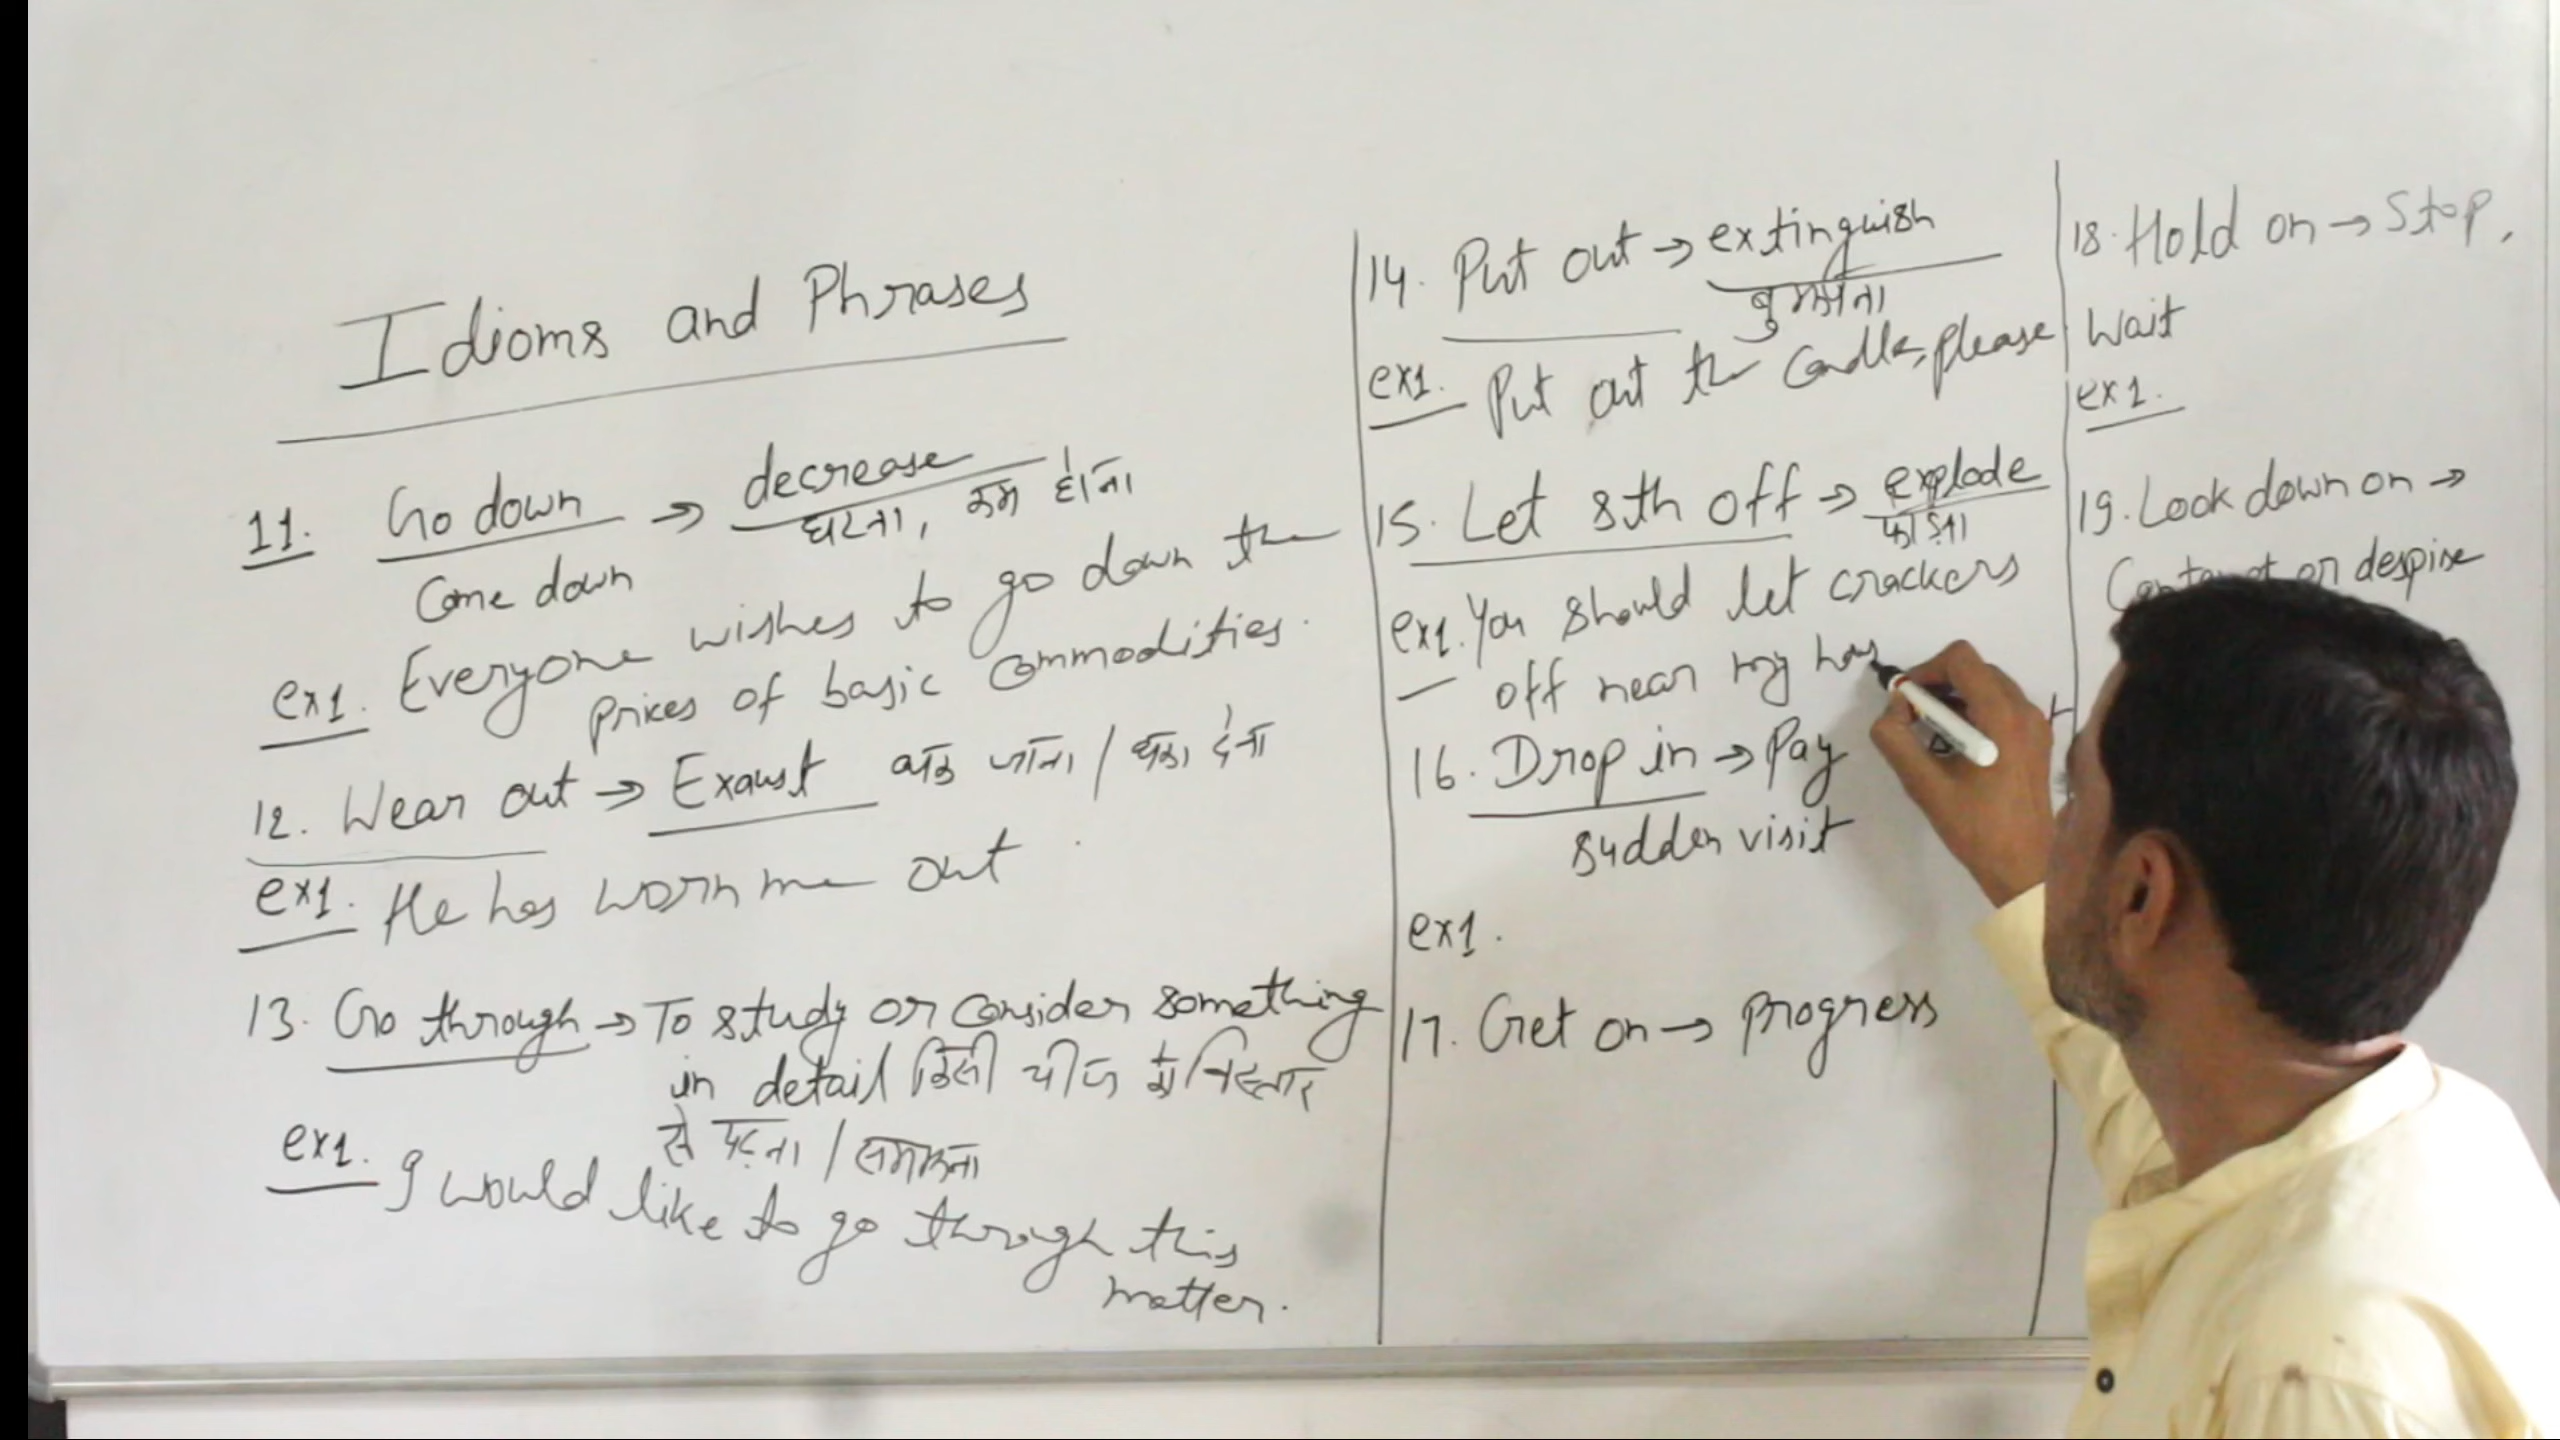 Idioms and Phrases
11. Go down → decrease
घटना, कम होना
Come down
ex1. Everyone wishes to go down the
prices of basic commodities.
12. Wear out → Exaust थक जाना / थका देना
ex1. He has worn me out
13. Go through → To study or consider something
in detail किसी चीज को विस्तार
से पढ़ना / समझना
ex1. I would like to go through this
matter.
14. Put out → extinguish
बुझाना
ex1. Put out the candle, please
15. Let sth off → explode
फोड़ना
ex1. You should let crackers
off near my hous
16. Drop in → Pay
sudden visit
ex1.
17. Get on → progress
18. Hold on → Stop,
Wait
ex1.
19. Look down on →
or despise